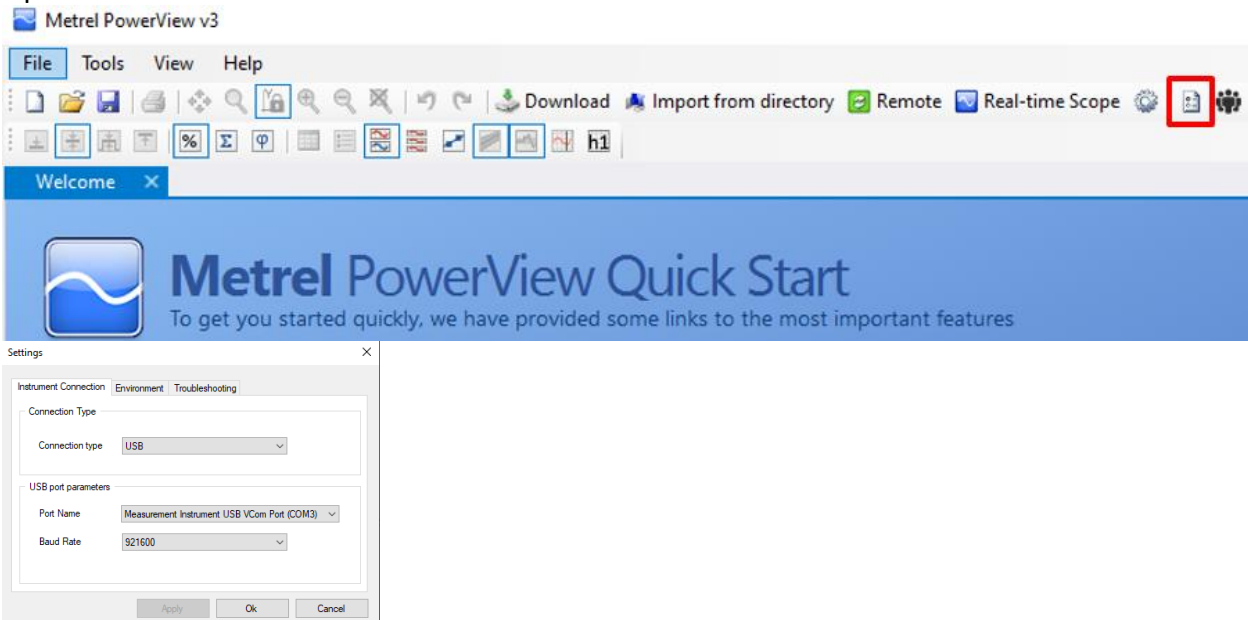 Metrel PowerView v3
File Tools View Help
Download Import from directory Remote Real-time Scope
% Σ φ h1
Welcome
Metrel PowerView Quick Start
To get you started quickly, we have provided some links to the most important features
Settings
Instrument Connection Environment Troubleshooting
Connection Type
Connection type USB
USB port parameters
Port Name Measurement Instrument USB VCom Port (COM3)
Baud Rate 921600
Apply Ok Cancel